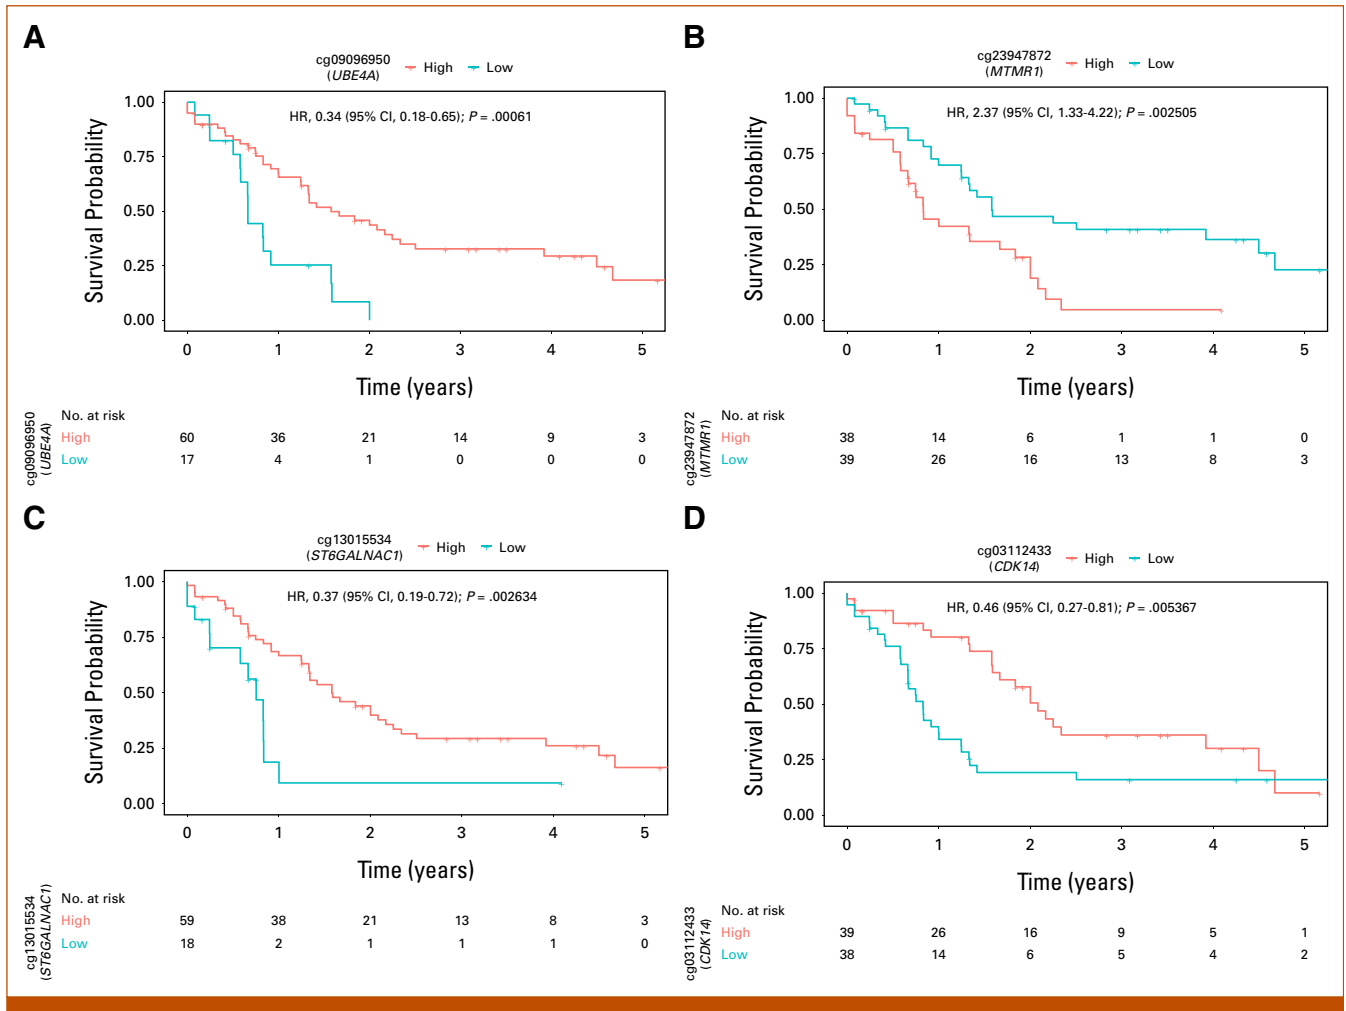 A
cg09096950
(UBE4A)
High
Low
HR, 0.34 (95% CI, 0.18-0.65); P = .00061
Survival Probability
1.00
0.75
0.50
0.25
0.00
0 1 2 3 4 5
Time (years)
cg09096950
(UBE4A)
No. at risk
High 60 36 21 14 9 3
Low 17 4 1 0 0 0
B
cg23947872
(MTMR1)
High
Low
HR, 2.37 (95% CI, 1.33-4.22); P = .002505
Survival Probability
1.00
0.75
0.50
0.25
0.00
0 1 2 3 4 5
Time (years)
cg23947872
(MTMR1)
No. at risk
High 38 14 6 1 1 0
Low 39 26 16 13 8 3
C
cg13015534
(ST6GALNAC1)
High
Low
HR, 0.37 (95% CI, 0.19-0.72); P = .002634
Survival Probability
1.00
0.75
0.50
0.25
0.00
0 1 2 3 4 5
Time (years)
cg13015534
(ST6GALNAC1)
No. at risk
High 59 38 21 13 8 3
Low 18 2 1 1 1 0
D
cg03112433
(CDK14)
High
Low
HR, 0.46 (95% CI, 0.27-0.81); P = .005367
Survival Probability
1.00
0.75
0.50
0.25
0.00
0 1 2 3 4 5
Time (years)
cg03112433
(CDK14)
No. at risk
High 39 26 16 9 5 1
Low 38 14 6 5 4 2